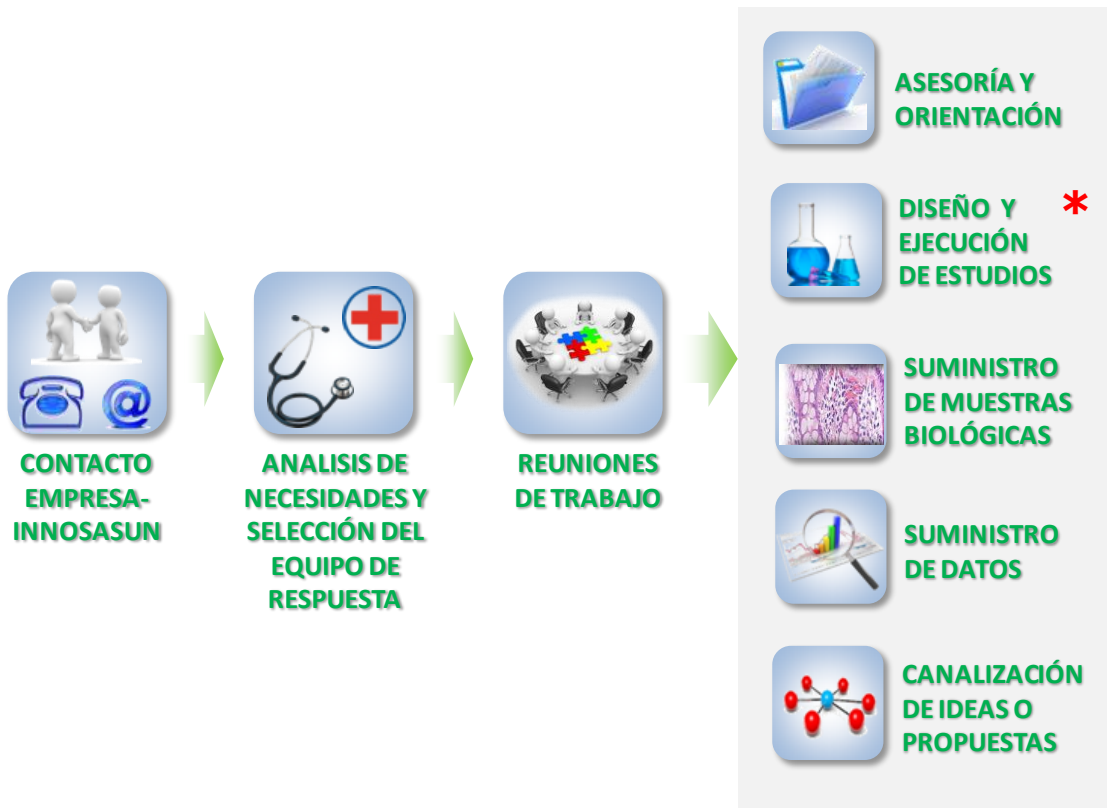 CONTACTO
EMPRESA-
INNOSASUN
ANALISIS DE
NECESIDADES Y
SELECCIÓN DEL
EQUIPO DE
RESPUESTA
REUNIONES
DE TRABAJO
ASESORÍA Y
ORIENTACIÓN
DISEÑO Y *
EJECUCIÓN
DE ESTUDIOS
SUMINISTRO
DE MUESTRAS
BIOLÓGICAS
SUMINISTRO
DE DATOS
CANALIZACIÓN
DE IDEAS O
PROPUESTAS